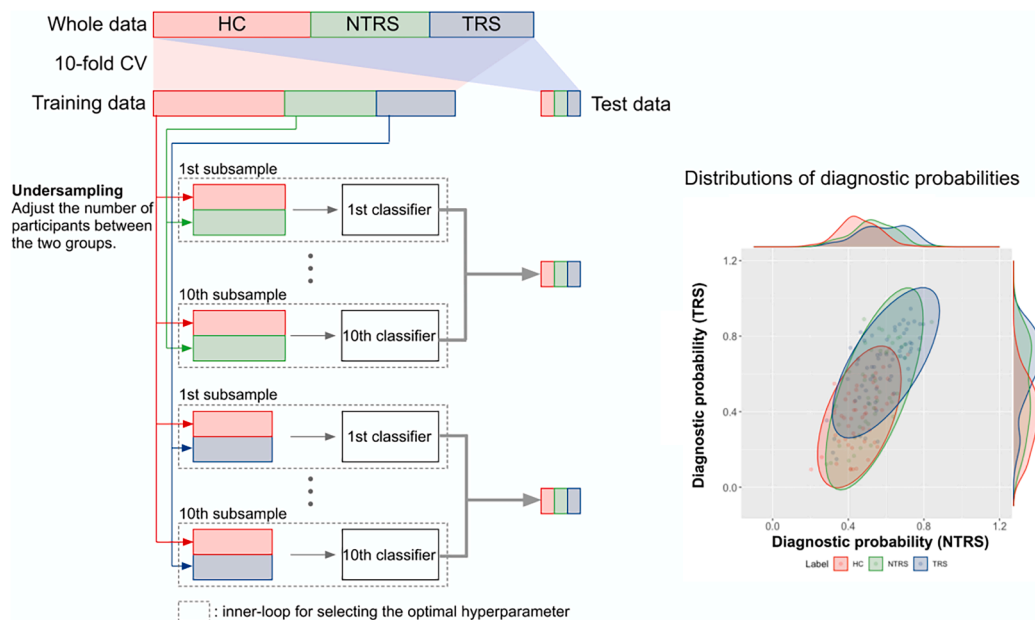 Whole data
HC
NTRS
TRS
10-fold CV
Training data
Test data
Undersampling
Adjust the number of
participants between
the two groups.
1st subsample
1st classifier
10th subsample
10th classifier
1st subsample
1st classifier
10th subsample
10th classifier
: inner-loop for selecting the optimal hyperparameter
Distributions of diagnostic probabilities
Diagnostic probability (TRS)
1.2
0.8
0.4
0.0
0.0 0.4 0.8 1.2
Diagnostic probability (NTRS)
Label HC NTRS TRS